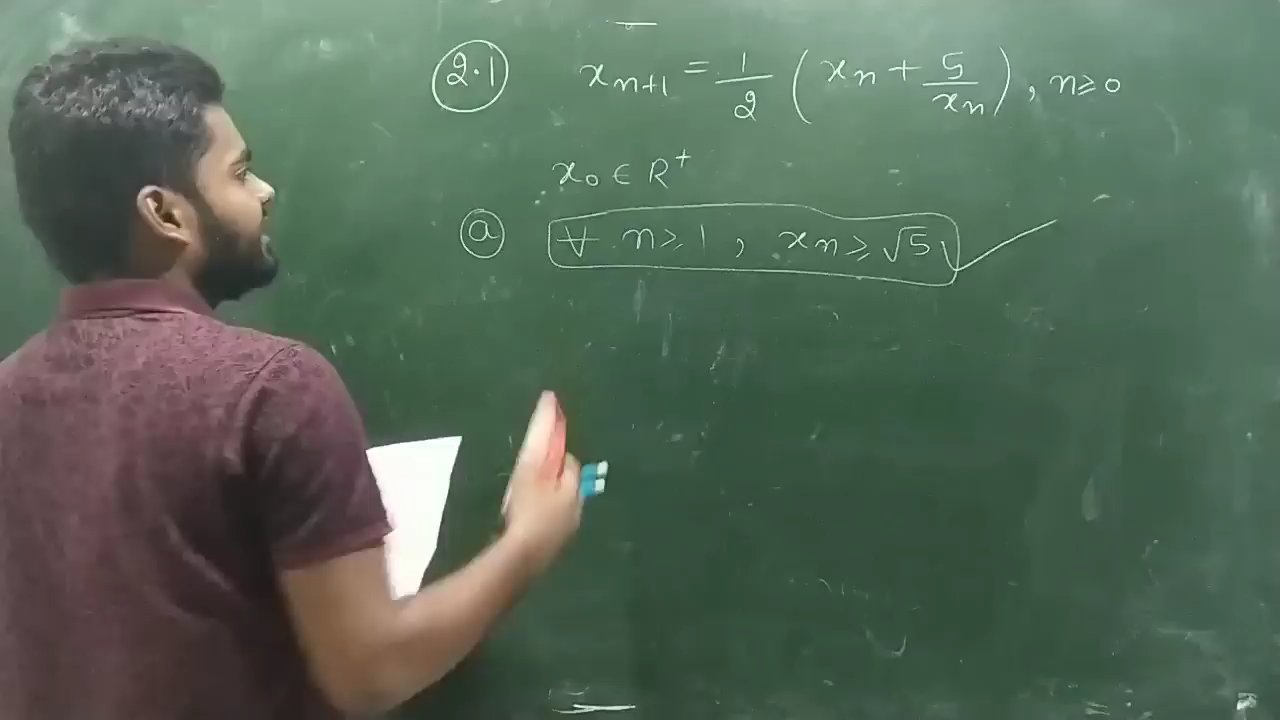 2.1 x_{n+1} = 1/2 (x_n + 5/x_n), n ≥ 0
x_0 ∈ R^+
a ∀ n ≥ 1, x_n ≥ √5